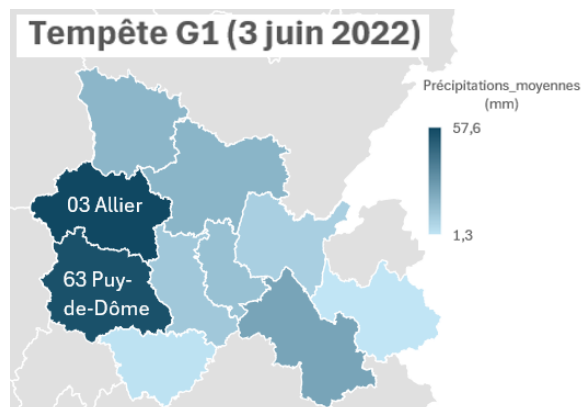 Tempête G1 (3 juin 2022)
Précipitations_moyennes
(mm)
57,6
1,3
03 Allier
63 Puy-
de-Dôme